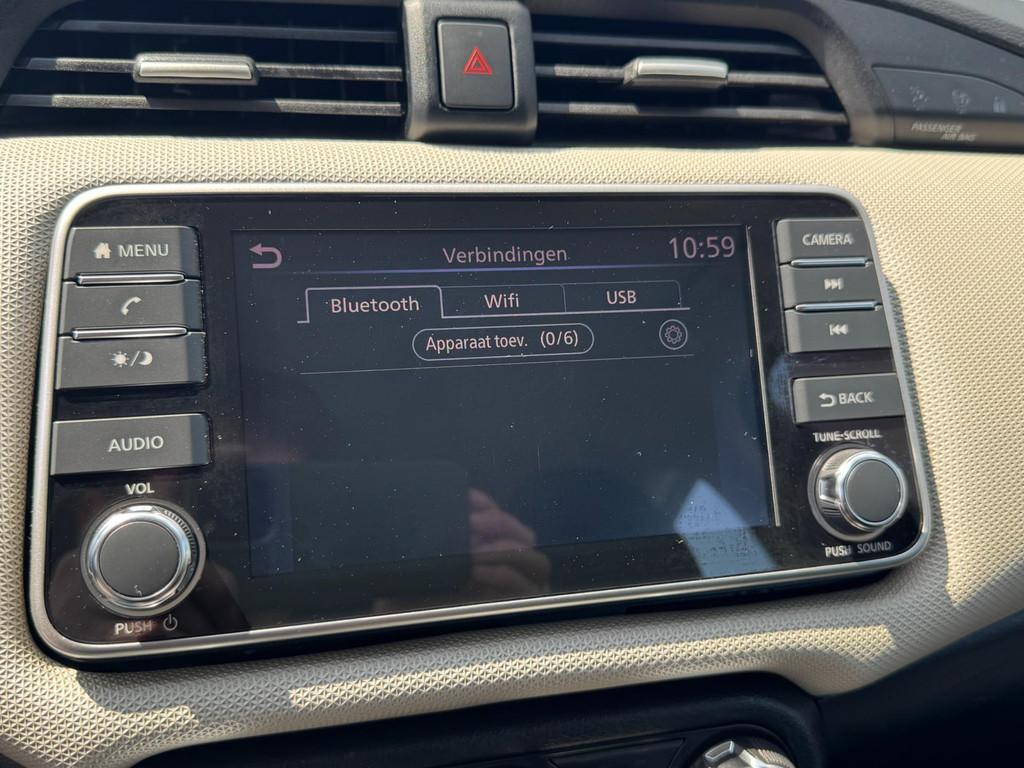 PASSENGER
AIR BAG
MENU
Verbindingen
10:59
CAMERA
Bluetooth
Wifi
USB
Apparaat toev. (0/6)
BACK
AUDIO
TUNE-SCROLL
VOL
PUSH SOUND
PUSH